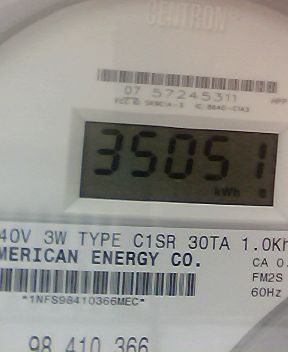 CENTRON
07 57245311
HPP
35051
kWh
40V 3W TYPE C1SR 30TA 1.0Kh
MERICAN ENERGY CO.
CA 0.
FM2S
60Hz
*1NFS98410366MEC*
98 410 366